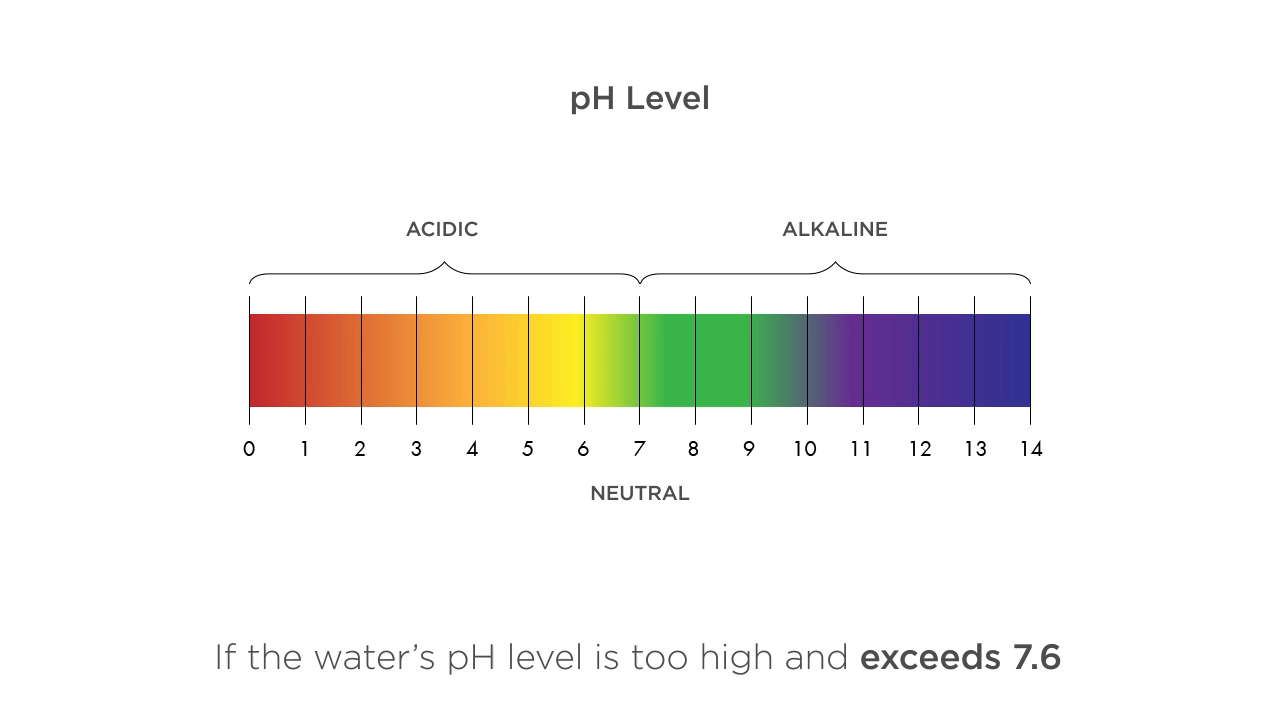 pH Level
ACIDIC ALKALINE
0 1 2 3 4 5 6 7 8 9 10 11 12 13 14
NEUTRAL
If the water’s pH level is too high and exceeds 7.6